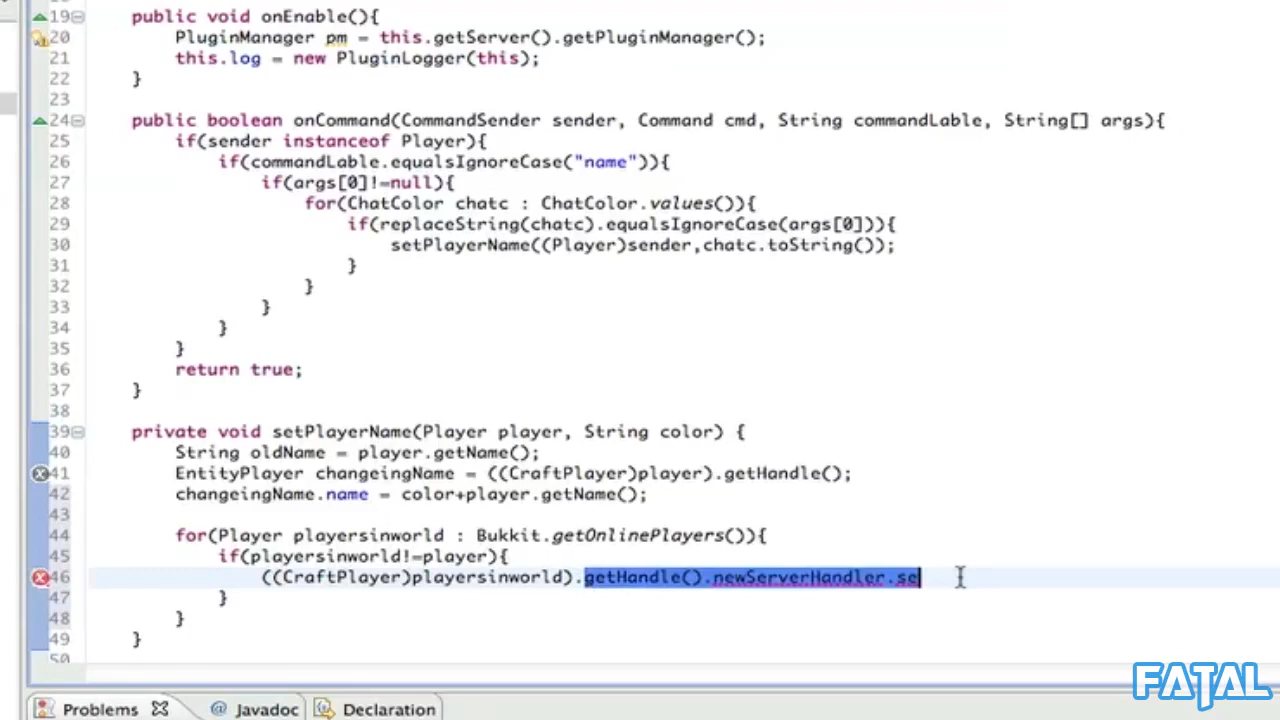 19 public void onEnable(){
20 PluginManager pm = this.getServer().getPluginManager();
21 this.log = new PluginLogger(this);
22 }
23
24 public boolean onCommand(CommandSender sender, Command cmd, String commandLable, String[] args){
25 if(sender instanceof Player){
26 if(commandLable.equalsIgnoreCase("name")){
27 if(args[0]!=null){
28 for(ChatColor chatc : ChatColor.values()){
29 if(replaceString(chatc).equalsIgnoreCase(args[0])){
30 setPlayerName((Player)sender,chatc.toString());
31 }
32 }
33 }
34 }
35 }
36 return true;
37 }
38
39 private void setPlayerName(Player player, String color) {
40 String oldName = player.getName();
41 EntityPlayer changeingName = ((CraftPlayer)player).getHandle();
42 changeingName.name = color+player.getName();
43
44 for(Player playersinworld : Bukkit.getOnlinePlayers()){
45 if(playersinworld!=player){
46 ((CraftPlayer)playersinworld).getHandle().newServerHandler.se
47 }
48 }
49 }
50
Problems Javadoc Declaration
FATAL